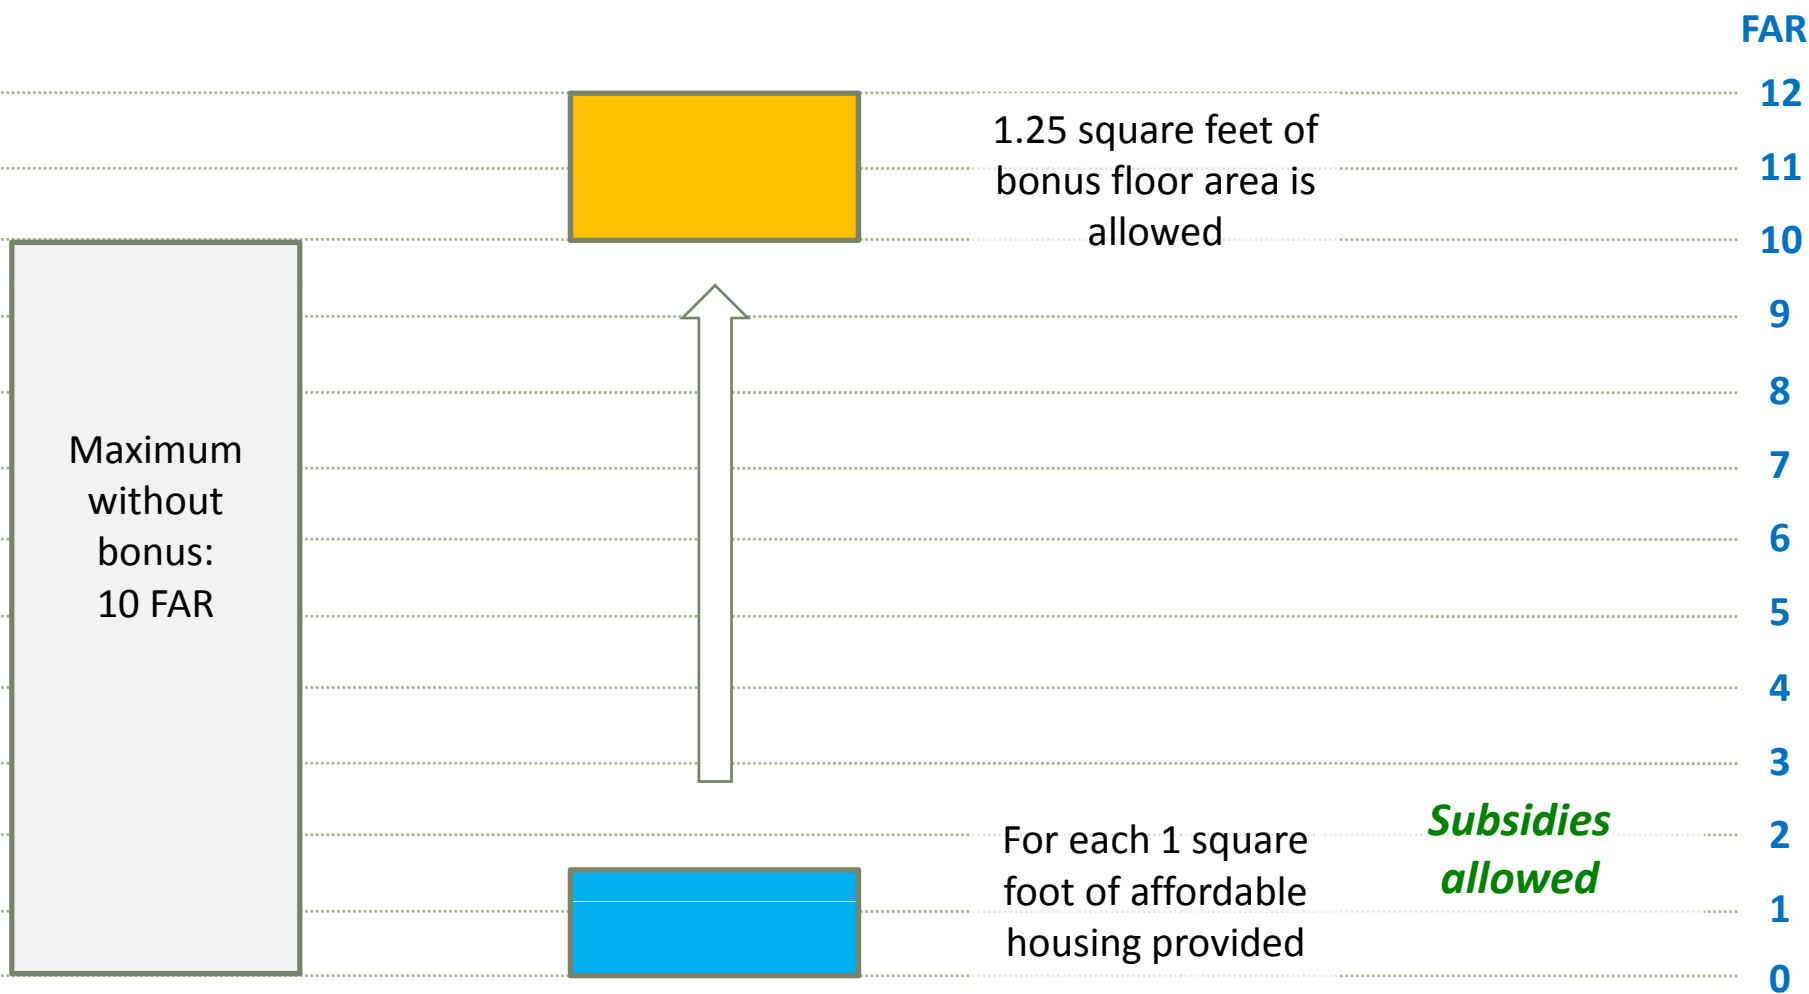 FAR
12
1.25 square feet of
bonus floor area is
allowed
11
10
9
8
7
6
5
4
3
2
1
0
Maximum
without
bonus:
10 FAR
For each 1 square
foot of affordable
housing provided
Subsidies
allowed